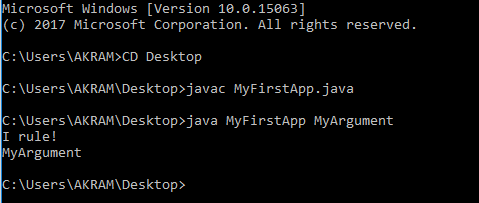 Microsoft Windows [Version 10.0.15063]
(c) 2017 Microsoft Corporation. All rights reserved.
C:\Users\AKRAM>CD Desktop
C:\Users\AKRAM\Desktop>javac MyFirstApp.java
C:\Users\AKRAM\Desktop>java MyFirstApp MyArgument
I rule!
MyArgument
C:\Users\AKRAM\Desktop>